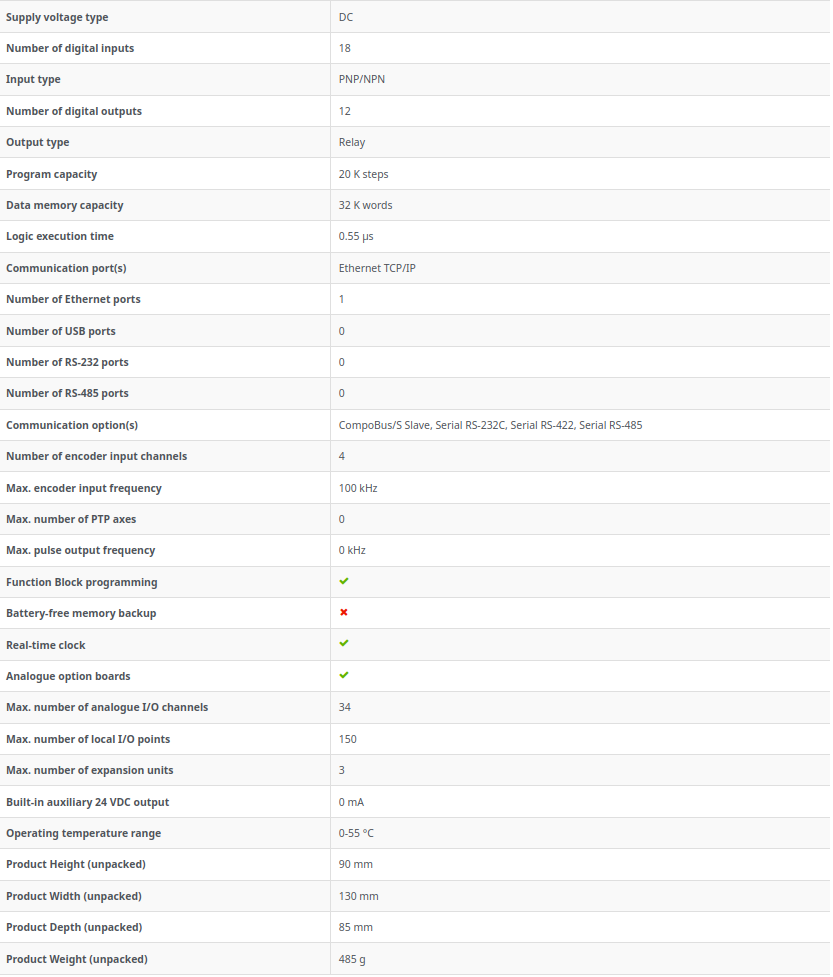 Supply voltage type DC
Number of digital inputs 18
Input type PNP/NPN
Number of digital outputs 12
Output type Relay
Program capacity 20 K steps
Data memory capacity 32 K words
Logic execution time 0.55 µs
Communication port(s) Ethernet TCP/IP
Number of Ethernet ports 1
Number of USB ports 0
Number of RS-232 ports 0
Number of RS-485 ports 0
Communication option(s) CompoBus/S Slave, Serial RS-232C, Serial RS-422, Serial RS-485
Number of encoder input channels 4
Max. encoder input frequency 100 kHz
Max. number of PTP axes 0
Max. pulse output frequency 0 kHz
Function Block programming ✔
Battery-free memory backup ✖
Real-time clock ✔
Analogue option boards ✔
Max. number of analogue I/O channels 34
Max. number of local I/O points 150
Max. number of expansion units 3
Built-in auxiliary 24 VDC output 0 mA
Operating temperature range 0-55 °C
Product Height (unpacked) 90 mm
Product Width (unpacked) 130 mm
Product Depth (unpacked) 85 mm
Product Weight (unpacked) 485 g